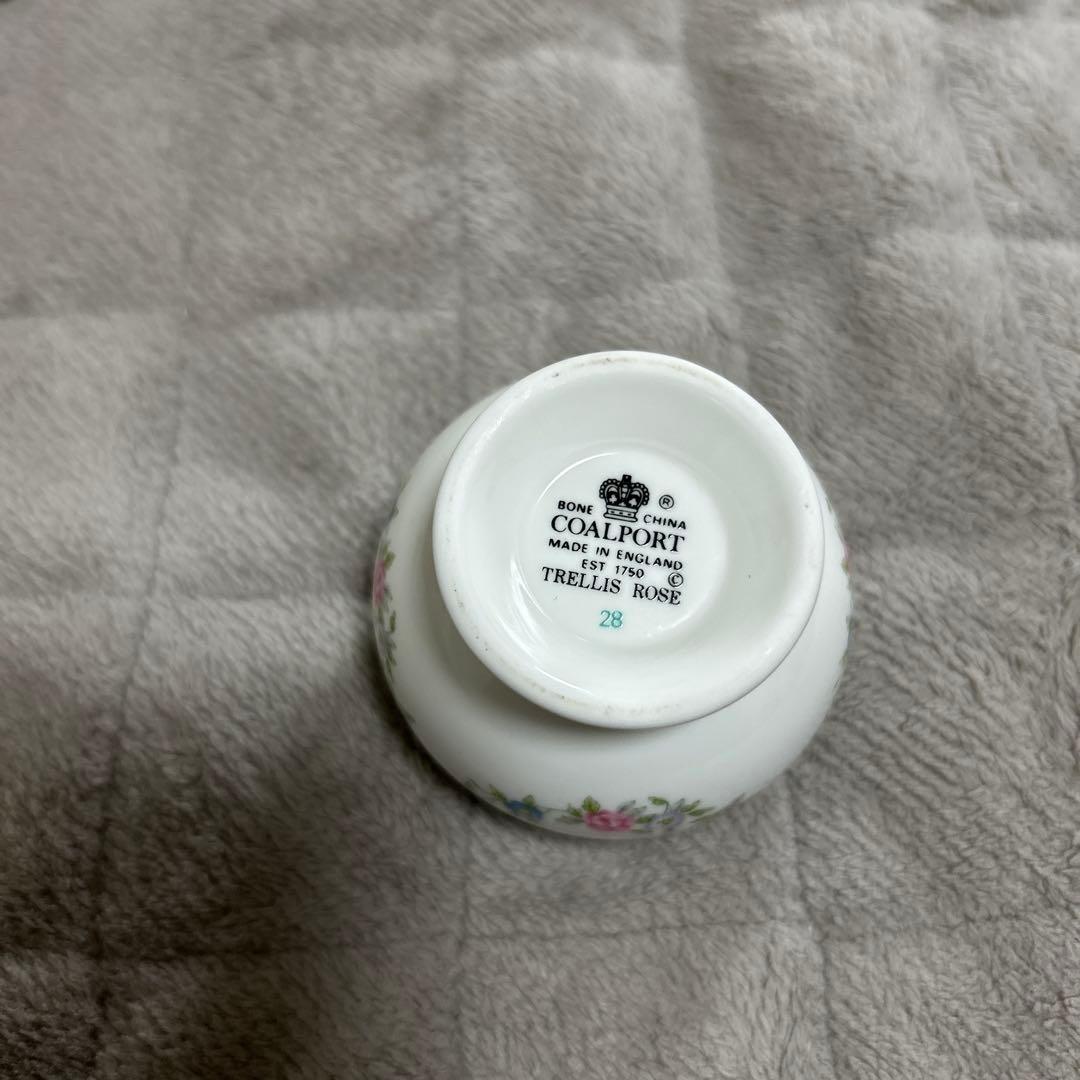 ®
BONE CHINA
COALPORT
MADE IN ENGLAND
EST 1750 ©
TRELLIS ROSE
28